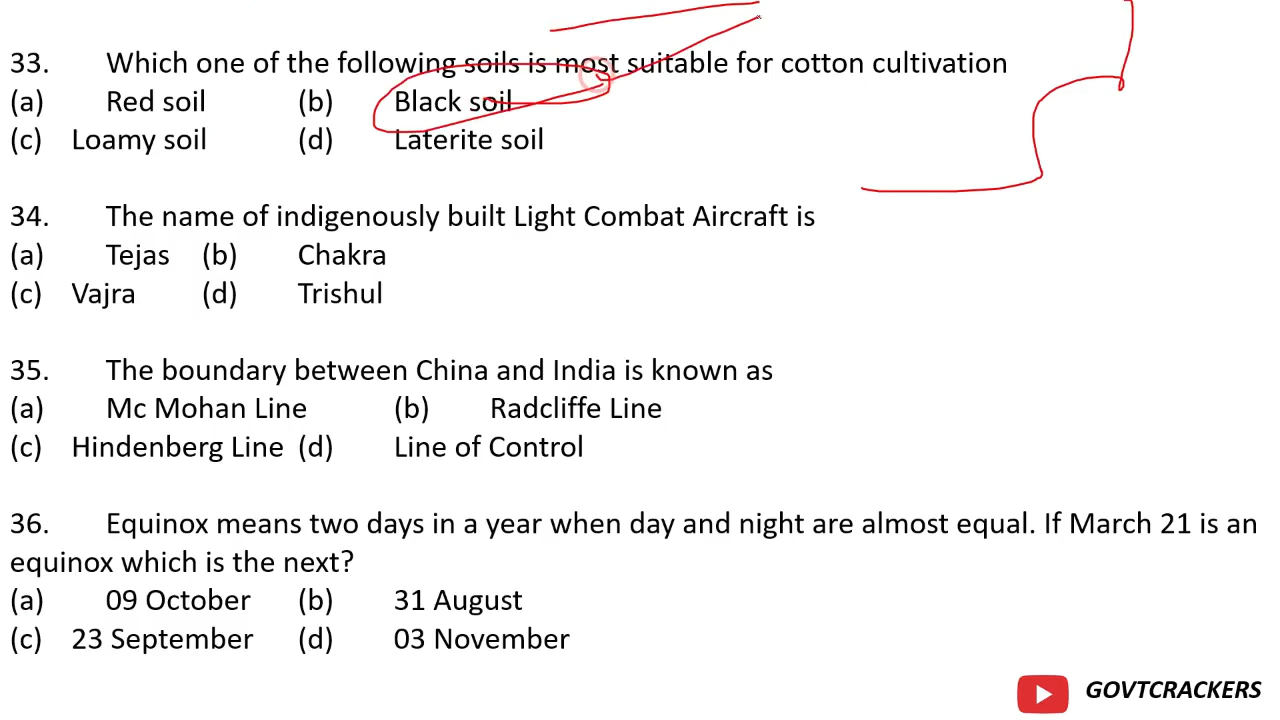 33. Which one of the following soils is most suitable for cotton cultivation
(a) Red soil (b) Black soil
(c) Loamy soil (d) Laterite soil
34. The name of indigenously built Light Combat Aircraft is
(a) Tejas (b) Chakra
(c) Vajra (d) Trishul
35. The boundary between China and India is known as
(a) Mc Mohan Line (b) Radcliffe Line
(c) Hindenberg Line (d) Line of Control
36. Equinox means two days in a year when day and night are almost equal. If March 21 is an
equinox which is the next?
(a) 09 October (b) 31 August
(c) 23 September (d) 03 November
GOVTCRACKERS